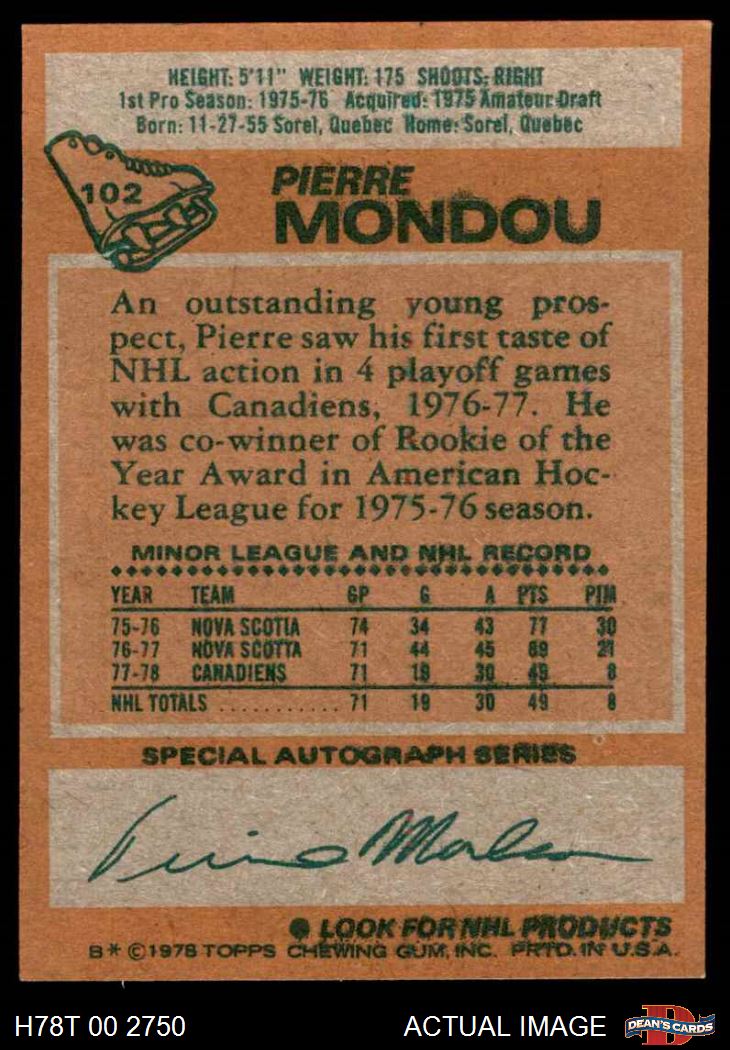 HEIGHT: 5'11" WEIGHT: 175 SHOOTS: RIGHT
1st Pro Season: 1975-76 Acquired: 1975 Amateur Draft
Born: 11-27-55 Sorel, Quebec Home: Sorel, Quebec
102
PIERRE
MONDOU
An outstanding young pros-
pect, Pierre saw his first taste of
NHL action in 4 playoff games
with Canadiens, 1976-77. He
was co-winner of Rookie of the
Year Award in American Hoc-
key League for 1975-76 season.
MINOR LEAGUE AND NHL RECORD
YEAR TEAM GP G A PTS PIM
75-76 NOVA SCOTIA 74 34 43 77 30
76-77 NOVA SCOTIA 71 44 45 89 21
77-78 CANADIENS 71 19 30 49 8
NHL TOTALS ........... 71 19 30 49 8
SPECIAL AUTOGRAPH SERIES
Pierre Mondou
LOOK FOR NHL PRODUCTS
B* ©1978 TOPPS CHEWING GUM, INC. PRTD. IN U.S.A.
H78T 00 2750
ACTUAL IMAGE
D
DEAN'S CARDS